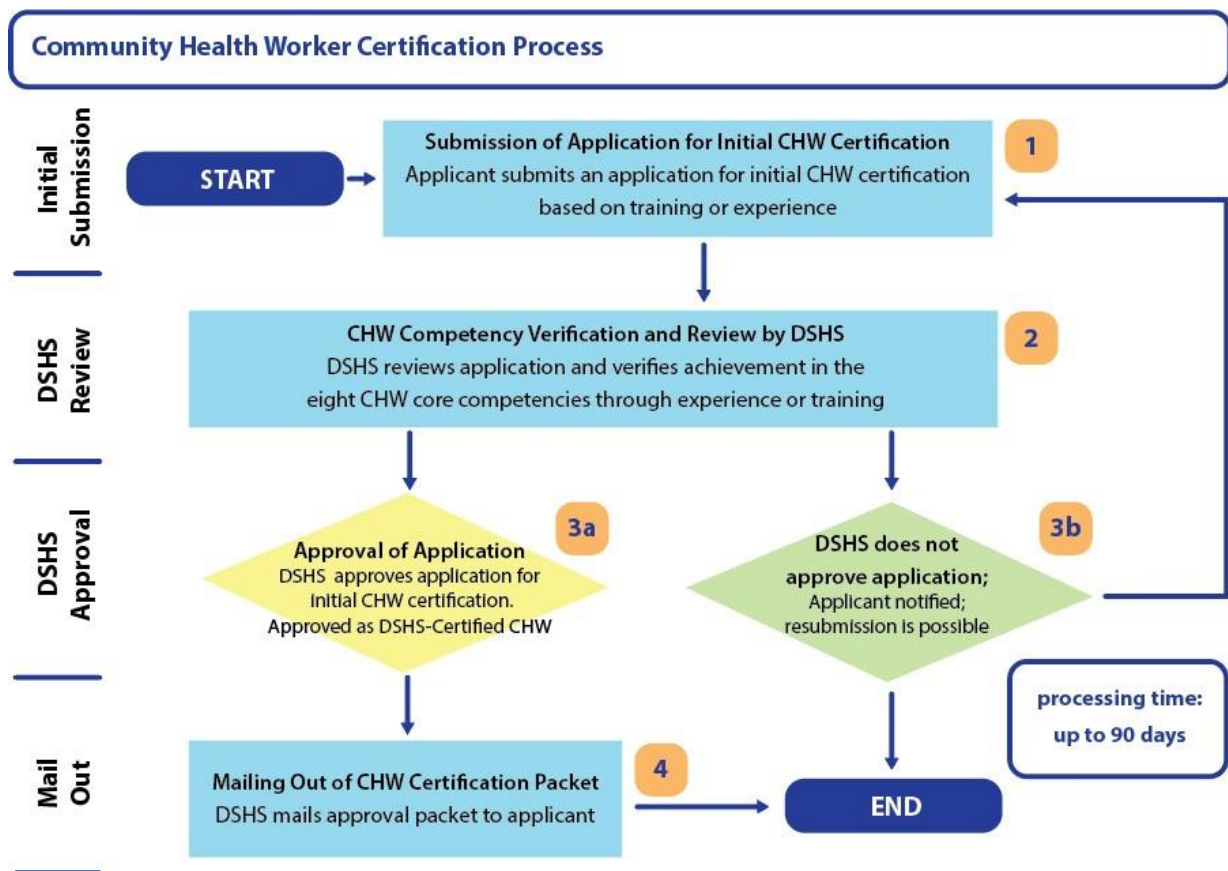 Community Health Worker Certification Process
Initial
Submission
START
Submission of Application for Initial CHW Certification
Applicant submits an application for initial CHW certification
based on training or experience
1
DSHS
Review
CHW Competency Verification and Review by DSHS
DSHS reviews application and verifies achievement in the
eight CHW core competencies through experience or training
2
DSHS
Approval
Approval of Application
DSHS approves application for
initial CHW certification.
Approved as DSHS-Certified CHW
3a
DSHS does not
approve application;
Applicant notified;
resubmission is possible
3b
processing time:
up to 90 days
Mail
Out
Mailing Out of CHW Certification Packet
DSHS mails approval packet to applicant
4
END